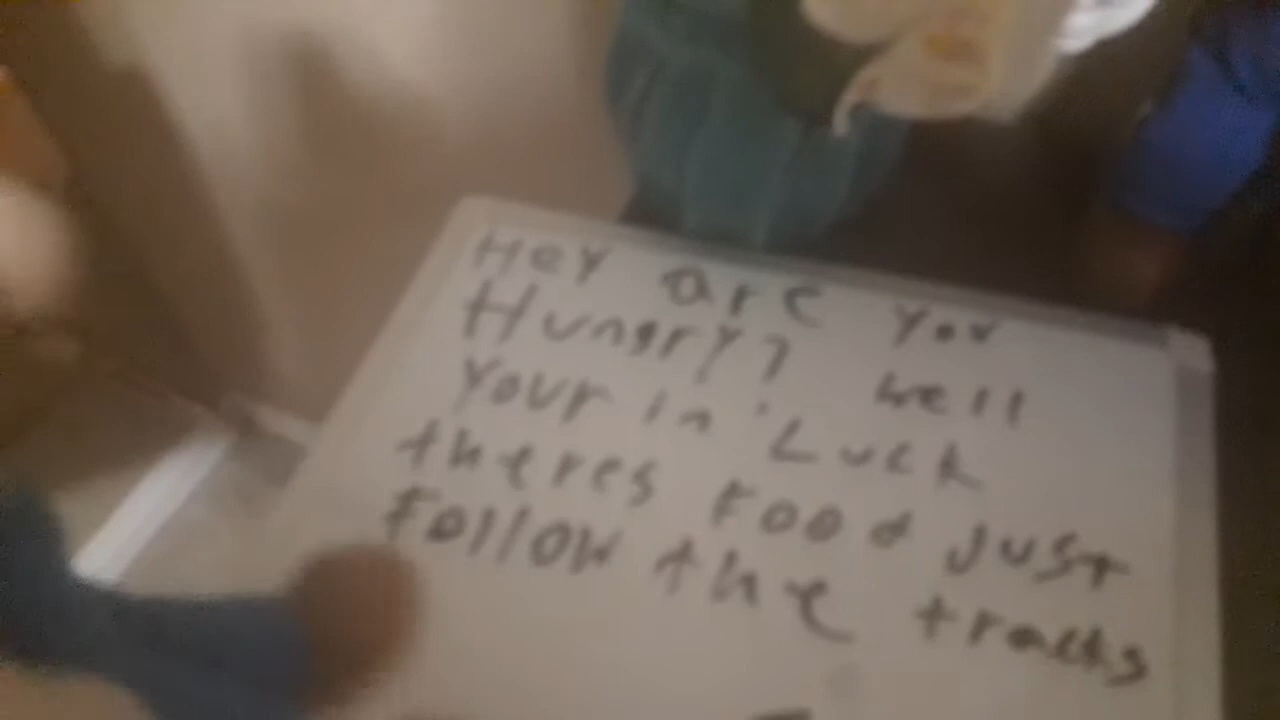 Hey are you
Hungry? well
Your in Luck
theres Food just
Follow the tracks